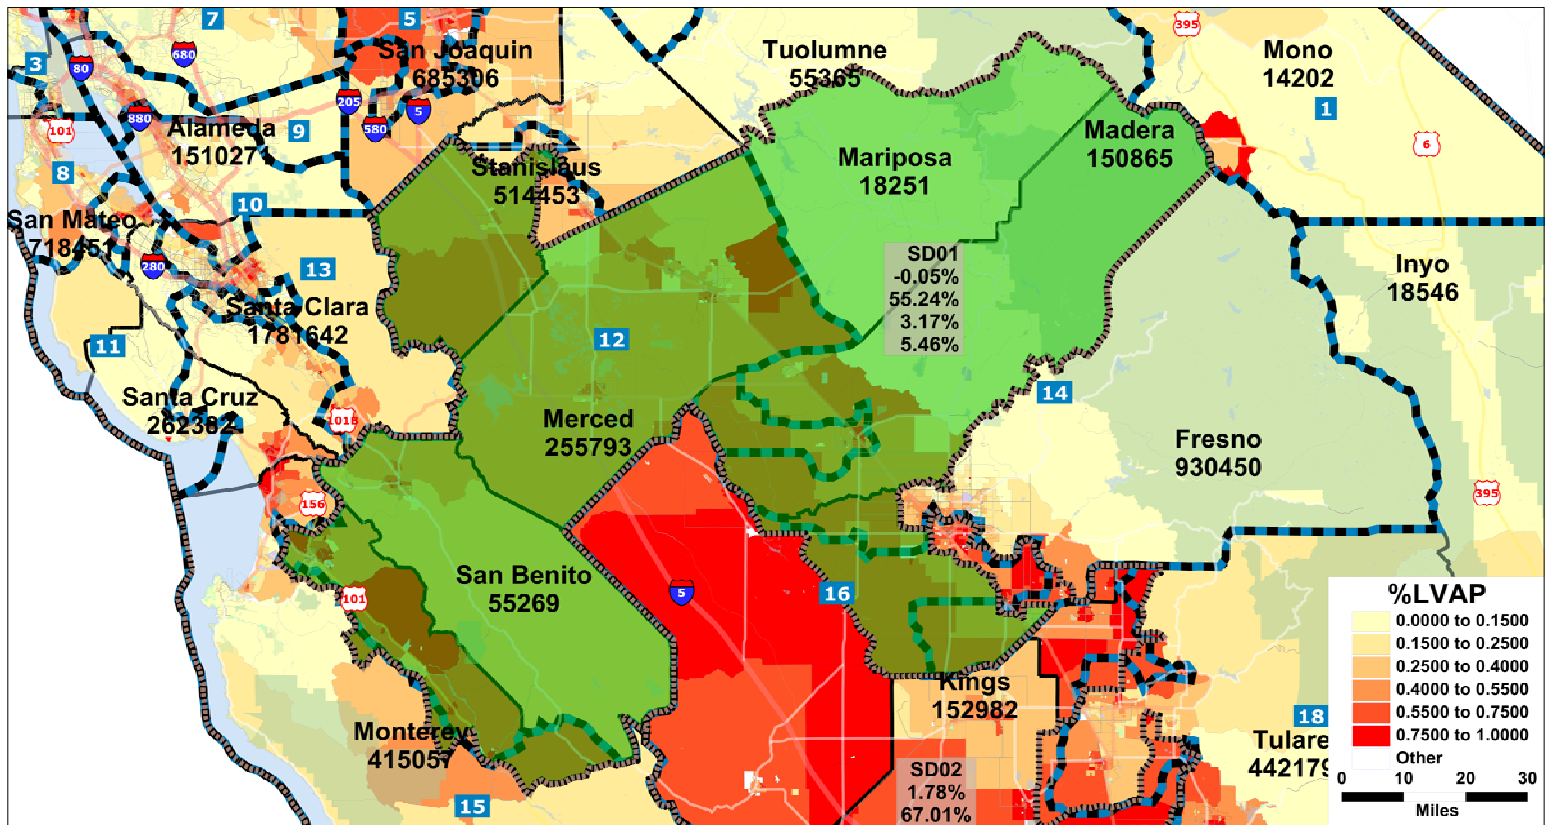 7
5
395
San Joaquin
685306
Tuolumne
55365
Mono
14202
3
80
680
205
5
580
1
101
880
Alameda
1510271
9
Madera
150865
6
8
Stanislaus
514453
Mariposa
18251
10
San Mateo
718451
280
13
SD01
-0.05%
55.24%
3.17%
5.46%
Inyo
18546
Santa Clara
1781642
11
12
Santa Cruz
262382
14
Merced
255793
Fresno
930450
156
395
San Benito
55269
101
5
16
%LVAP
0.0000 to 0.1500
0.1500 to 0.2500
0.2500 to 0.4000
0.4000 to 0.5500
0.5500 to 0.7500
0.7500 to 1.0000
Other
0 10 20 30
Miles
Kings
152982
18
Monterey
415057
Tulare
442179
SD02
1.78%
67.01%
15